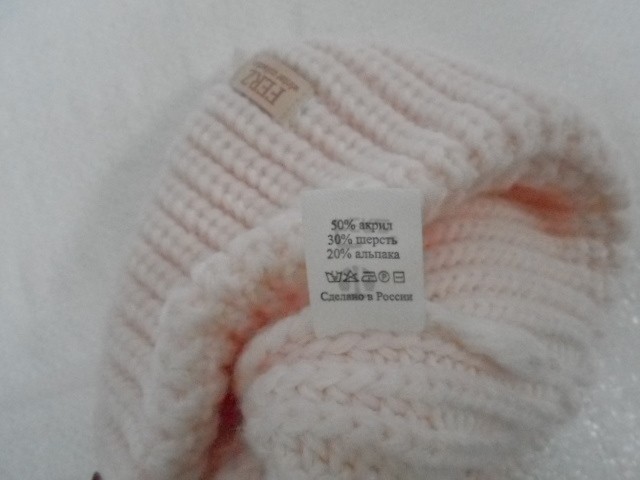 FERZ
50% акрил
30% шерсть
20% альпака
Сделано в России